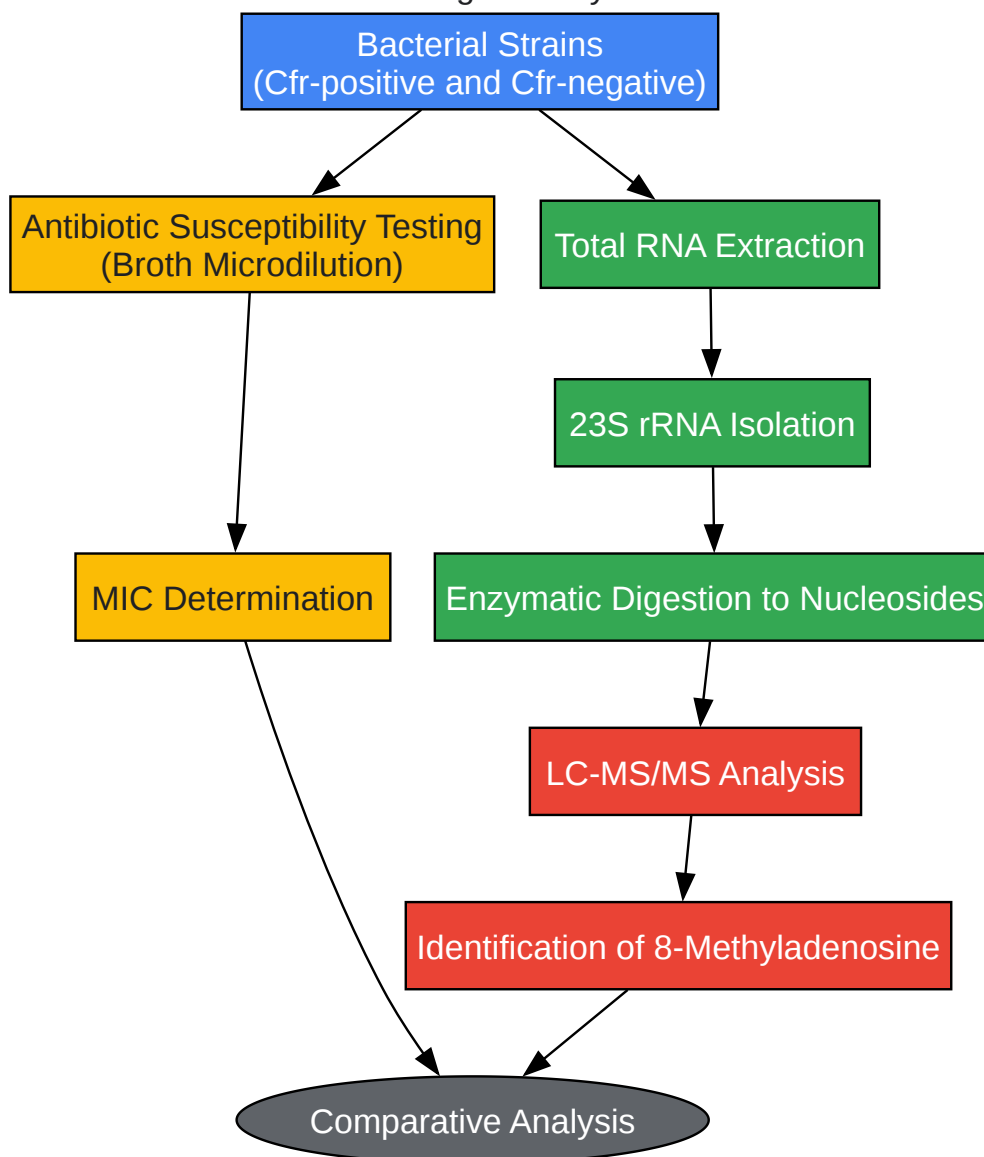 Bacterial Strains
(Cfr-positive and Cfr-negative)
Antibiotic Susceptibility Testing
(Broth Microdilution)
Total RNA Extraction
23S rRNA Isolation
MIC Determination
Enzymatic Digestion to Nucleosides
LC-MS/MS Analysis
Identification of 8-Methyladenosine
Comparative Analysis